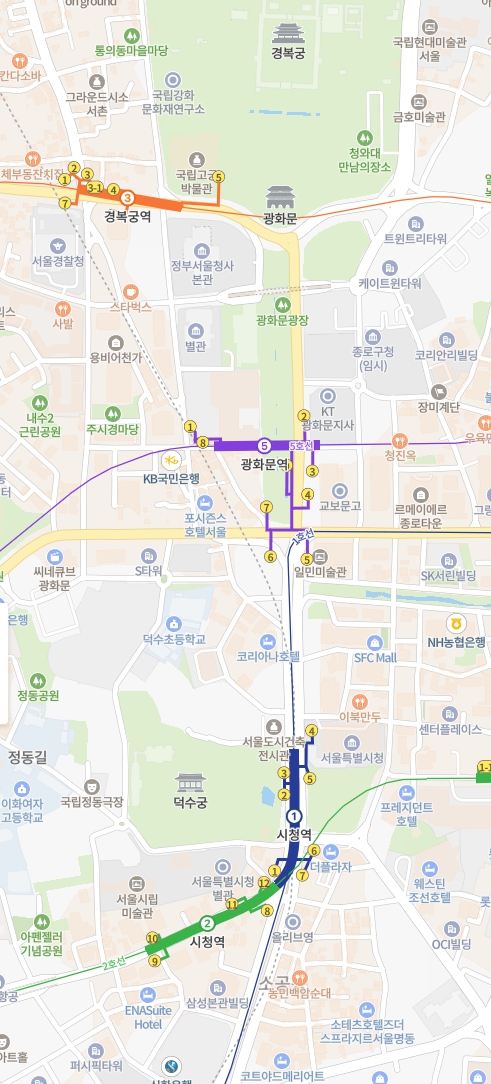 on ground
통의동마을마당
경복궁
국립현대미술관
서울
칸다소바
그라운드시소
서촌
국립강화
문화재연구소
금호미술관
청와대
만남의장소
체부동잔치집
국립고궁
박물관
1
2
3
3-1
4
5
7
3
경복궁역
광화문
트윈트리타워
서울경찰청
정부서울청사
본관
케이트윈타워
스타벅스
사발
광화문광장
별관
종로구청
(임시)
코리안리빌딩
용비어천가
장미계단
내수2
근린공원
주시경마당
KT
광화문지사
1
8
2
5
5호선
광화문역
3
청진옥
KB국민은행
4
7
교보문고
르메이에르
종로타운
포시즌스
호텔서울
1호선
6
5
일민미술관
씨네큐브
광화문
S타워
SK서린빌딩
은행
덕수초등학교
코리아나호텔
SFC Mall
NH농협은행
정동공원
이북만두
센터플레이스
서울도시건축
전시관
4
서울특별시청
정동길
3
5
2
1-1
이화여자
고등학교
국립정동극장
덕수궁
1
시청역
프레지던트
호텔
6
더플라자
1
7
서울특별시청
별관
12
웨스틴
조선호텔
서울시립
미술관
11
8
2
시청역
올리브영
아펜젤러
기념공원
10
9
OCI빌딩
2호선
소공
농민백암순대
ENASuite
Hotel
삼성본관빌딩
소테츠호텔즈더
스프라지르서울명동
아트홀
퍼시픽타워
코트야드메리어트